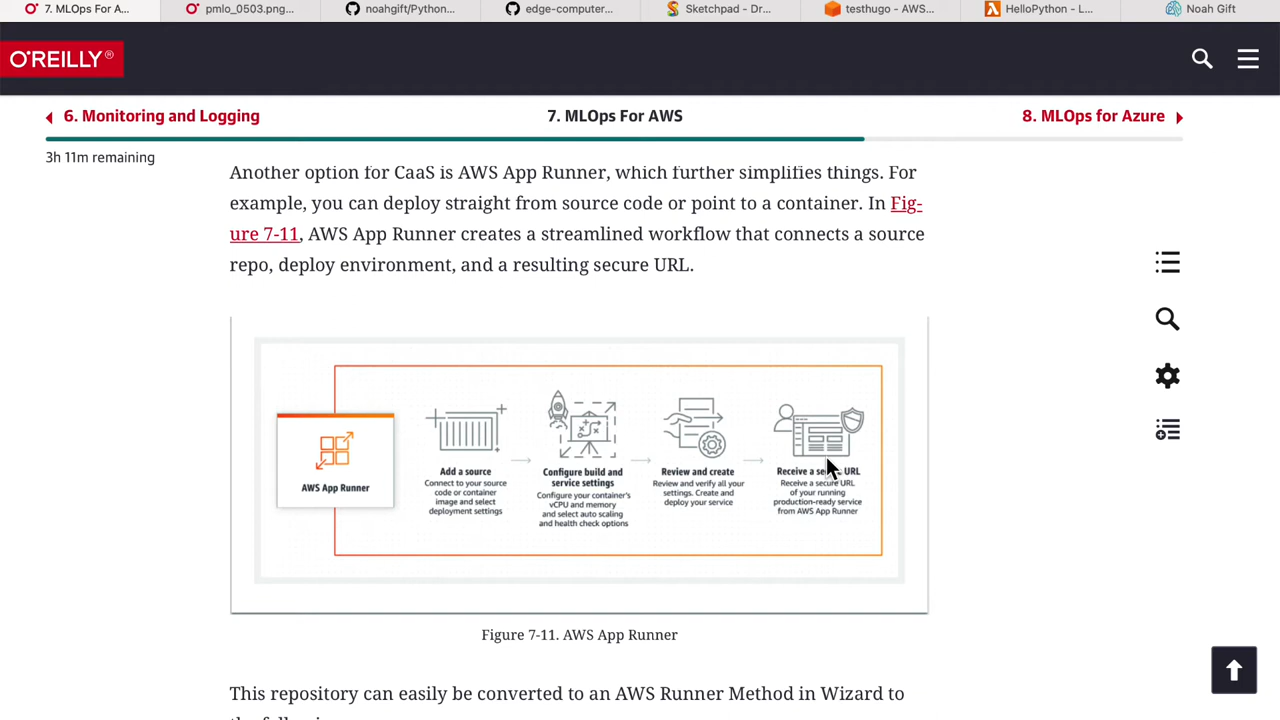 7. MLOps For A...
pmlo_0503.png...
noahgift/Python...
edge-computer...
Sketchpad - Dr...
testhugo - AWS...
HelloPython - L...
Noah Gift
O'REILLY®
6. Monitoring and Logging
7. MLOps For AWS
8. MLOps for Azure
3h 11m remaining
Another option for CaaS is AWS App Runner, which further simplifies things. For
example, you can deploy straight from source code or point to a container. In Fig-
ure 7-11, AWS App Runner creates a streamlined workflow that connects a source
repo, deploy environment, and a resulting secure URL.
AWS App Runner
Add a source
Connect to your source
code or container
image and select
deployment settings
Configure build and
service settings
Configure your container's
vCPU and memory
and select auto scaling
and health check options
Review and create
Review and verify all your
settings. Create and
deploy your service
Receive a URL
Receive a secure URL
of your running
production-ready service
from AWS App Runner
Figure 7-11. AWS App Runner
This repository can easily be converted to an AWS Runner Method in Wizard to